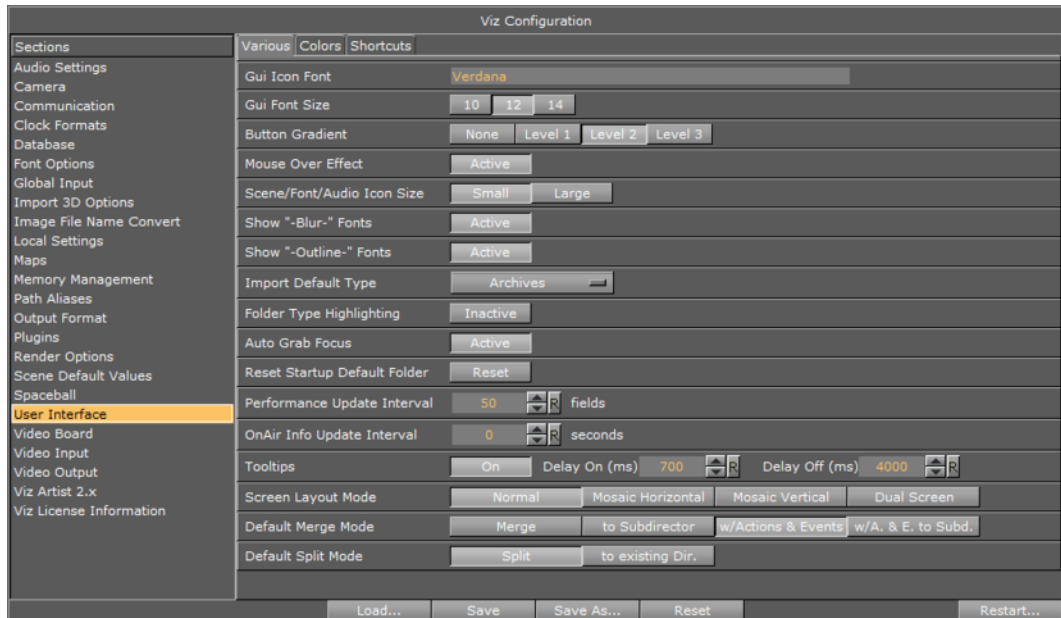 Viz Configuration
Sections
Audio Settings
Camera
Communication
Clock Formats
Database
Font Options
Global Input
Import 3D Options
Image File Name Convert
Local Settings
Maps
Memory Management
Path Aliases
Output Format
Plugins
Render Options
Scene Default Values
Spaceball
User Interface
Video Board
Video Input
Video Output
Viz Artist 2.x
Viz License Information
Various Colors Shortcuts
Gui Icon Font Verdana
Gui Font Size 10 12 14
Button Gradient None Level 1 Level 2 Level 3
Mouse Over Effect Active
Scene/Font/Audio Icon Size Small Large
Show "-Blur-" Fonts Active
Show "-Outline-" Fonts Active
Import Default Type Archives
Folder Type Highlighting Inactive
Auto Grab Focus Active
Reset Startup Default Folder Reset
Performance Update Interval 50 R fields
OnAir Info Update Interval 0 R seconds
Tooltips On Delay On (ms) 700 R Delay Off (ms) 4000 R
Screen Layout Mode Normal Mosaic Horizontal Mosaic Vertical Dual Screen
Default Merge Mode Merge to Subdirector w/Actions & Events w/A. & E. to Subd.
Default Split Mode Split to existing Dir.
Load... Save Save As... Reset Restart...